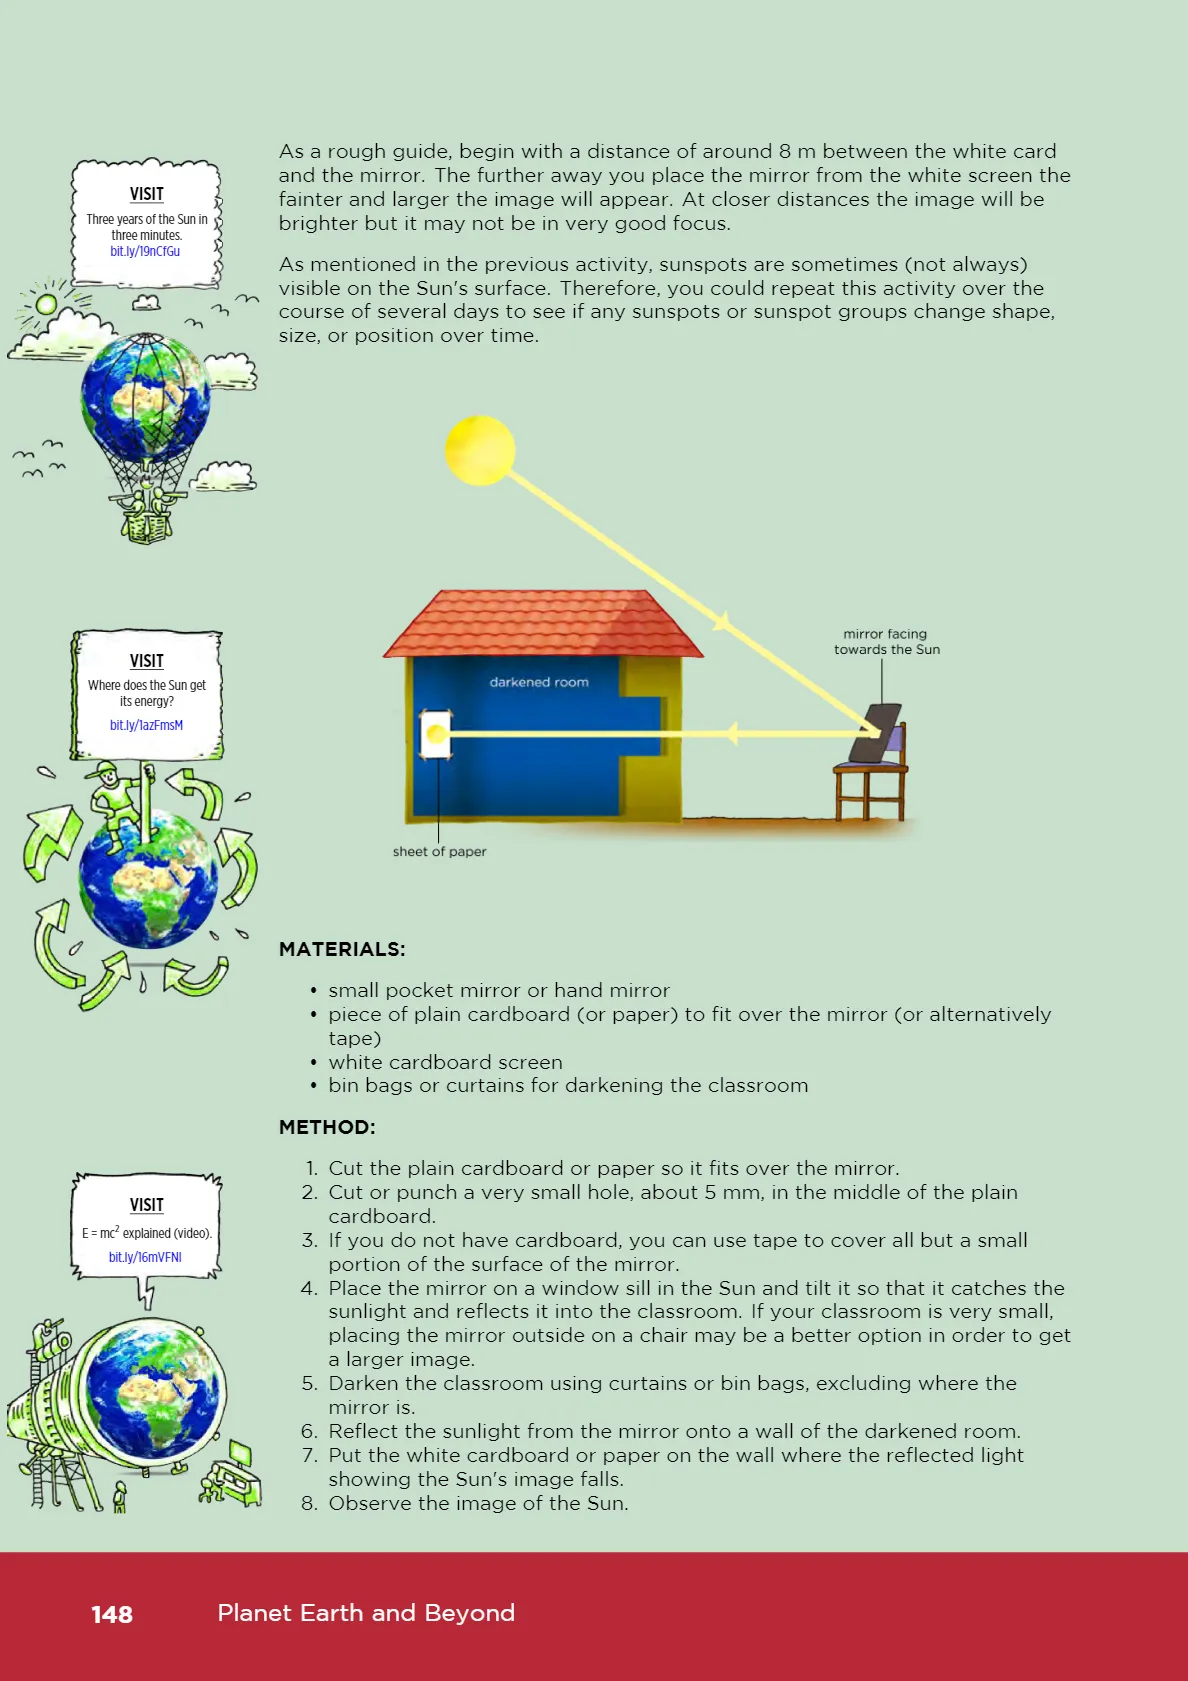 As a rough guide, begin with a distance of around 8 m between the white card
and the mirror. The further away you place the mirror from the white screen the
fainter and larger the image will appear. At closer distances the image will be
brighter but it may not be in very good focus.
As mentioned in the previous activity, sunspots are sometimes (not always)
visible on the Sun's surface. Therefore, you could repeat this activity over the
course of several days to see if any sunspots or sunspot groups change shape,
size, or position over time.
VISIT
Three years of the Sun in
three minutes.
bit.ly/19nCfGu
mirror facing
towards the Sun
darkened room
sheet of paper
VISIT
Where does the Sun get
its energy?
bit.ly/1azFmsM
MATERIALS:
• small pocket mirror or hand mirror
• piece of plain cardboard (or paper) to fit over the mirror (or alternatively
tape)
• white cardboard screen
• bin bags or curtains for darkening the classroom
METHOD:
1. Cut the plain cardboard or paper so it fits over the mirror.
2. Cut or punch a very small hole, about 5 mm, in the middle of the plain
cardboard.
3. If you do not have cardboard, you can use tape to cover all but a small
portion of the surface of the mirror.
4. Place the mirror on a window sill in the Sun and tilt it so that it catches the
sunlight and reflects it into the classroom. If your classroom is very small,
placing the mirror outside on a chair may be a better option in order to get
a larger image.
5. Darken the classroom using curtains or bin bags, excluding where the
mirror is.
6. Reflect the sunlight from the mirror onto a wall of the darkened room.
7. Put the white cardboard or paper on the wall where the reflected light
showing the Sun's image falls.
8. Observe the image of the Sun.
VISIT
E = mc² explained (video).
bit.ly/16mVFNI
148
Planet Earth and Beyond